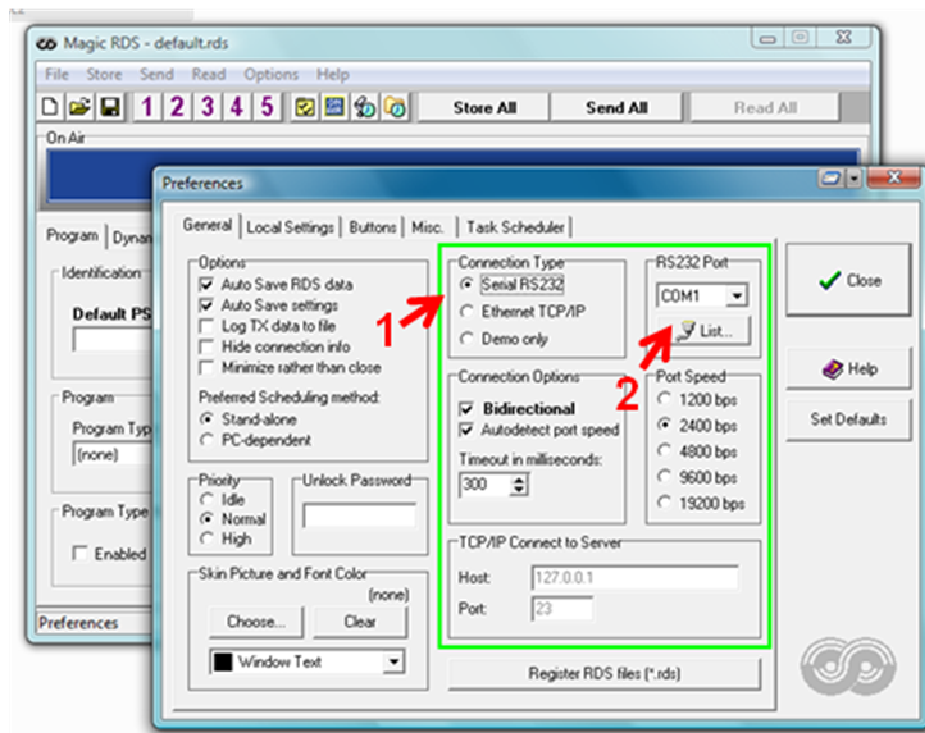 Magic RDS - default.rds
File Store Send Read Options Help
1 2 3 4 5 Store All Send All Read All
On Air
Preferences
Program
Identification
Default PS
Program
Program Typ
(none)
Program Type
Enabled
Preferences
General Local Settings Buttons Misc. Task Scheduler
Options
Auto Save RDS data
Auto Save settings
Log TX data to file
Hide connection info
Minimize rather than close
Preferred Scheduling method:
Stand-alone
PC-dependent
Priority
Idle
Normal
High
Unlock Password
Skin Picture and Font Color
(none)
Choose... Clear
Window Text
1
Connection Type
Serial RS232
Ethernet TCP/IP
Demo only
RS232 Port
COM1
List...
2
Connection Options
Bidirectional
Autodetect port speed
Timeout in milliseconds:
300
Port Speed
1200 bps
2400 bps
4800 bps
9600 bps
19200 bps
TCP/IP Connect to Server
Host: 127.0.0.1
Port: 23
Register RDS files (*.rds)
Close
Help
Set Defaults